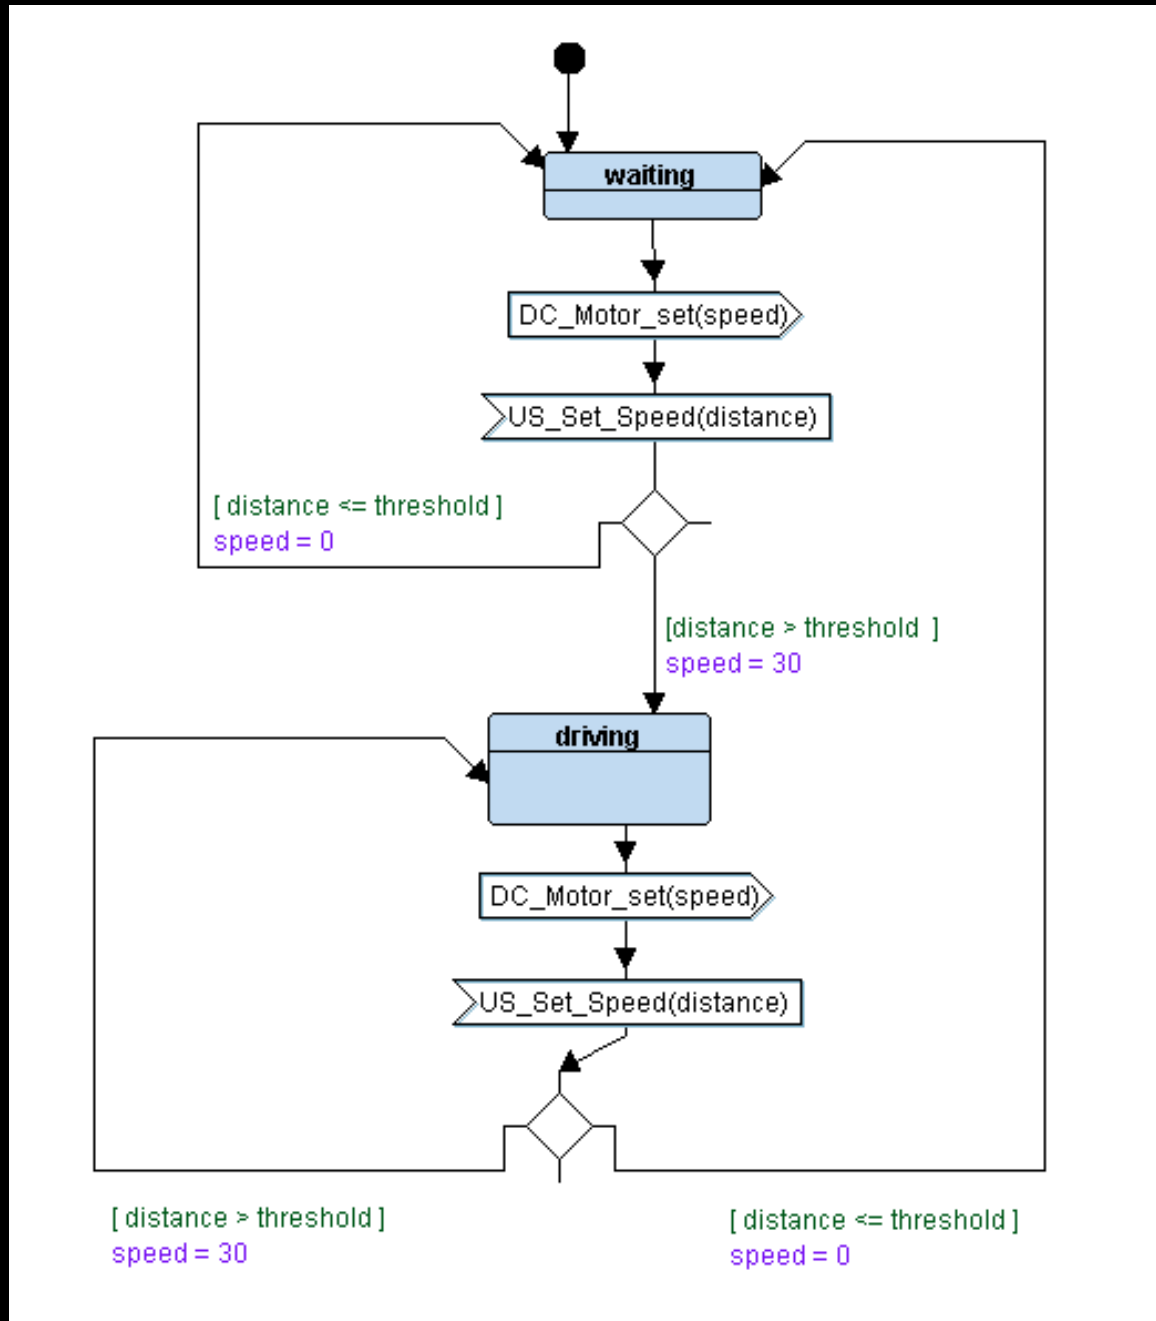 waiting
DC_Motor_set(speed)
US_Set_Speed(distance)
[ distance <= threshold ]
speed = 0
[distance > threshold  ]
speed = 30
driving
DC_Motor_set(speed)
US_Set_Speed(distance)
[ distance > threshold ]
speed = 30
[ distance <= threshold ]
speed = 0